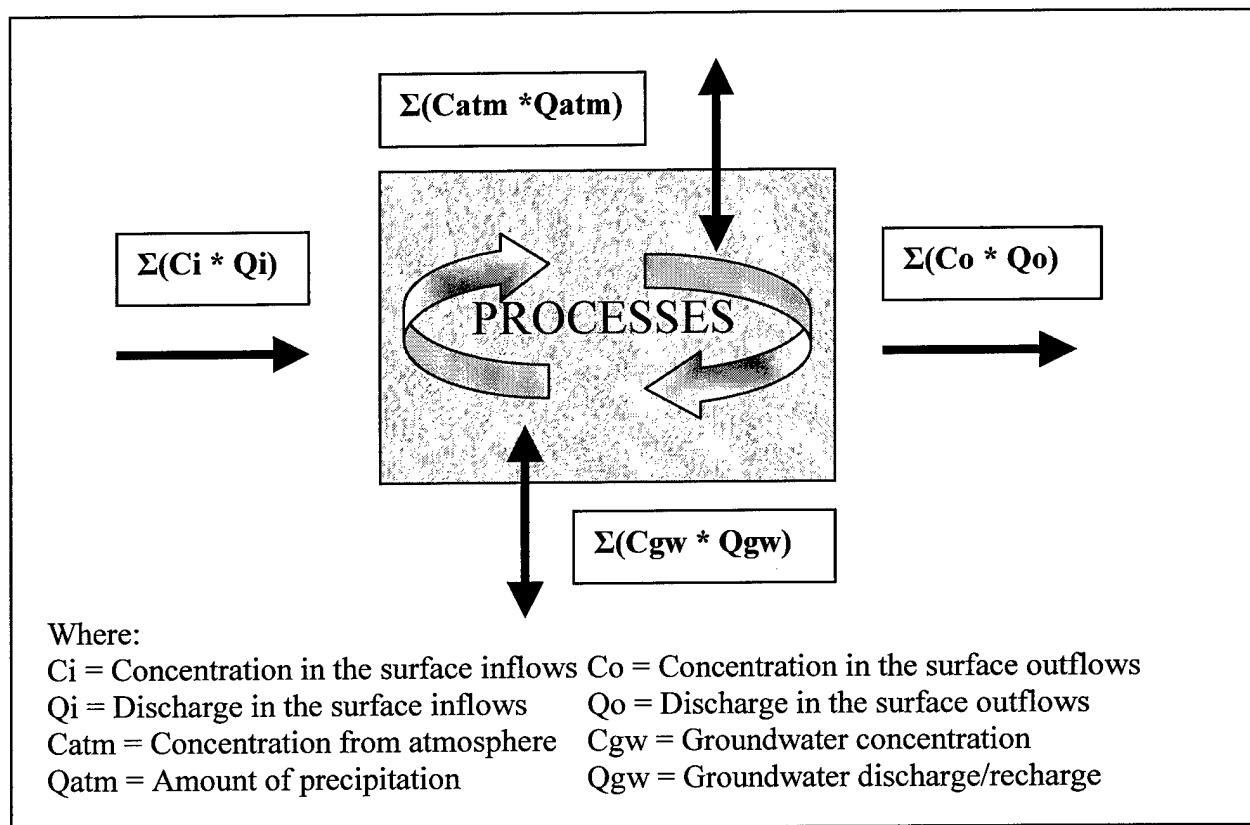 Σ(Catm *Qatm)
Σ(Ci * Qi)
Σ(Co * Qo)
PROCESSES
Σ(Cgw * Qgw)
Where:
Ci = Concentration in the surface inflows Co = Concentration in the surface outflows
Qi = Discharge in the surface inflows Qo = Discharge in the surface outflows
Catm = Concentration from atmosphere Cgw = Groundwater concentration
Qatm = Amount of precipitation Qgw = Groundwater discharge/recharge